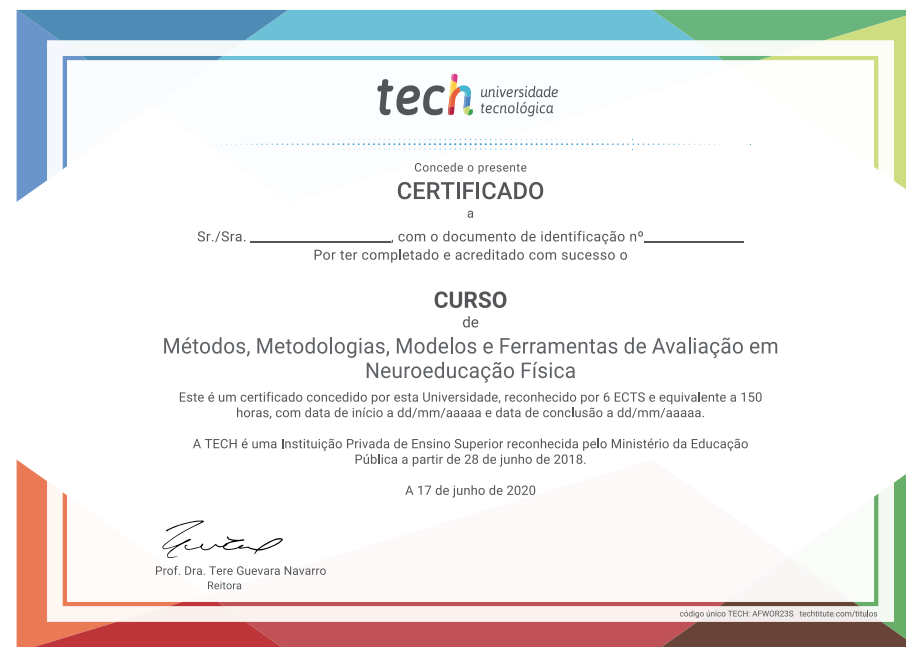 tech universidade
tecnológica
Concede o presente
CERTIFICADO
a
Sr./Sra. ____________, com o documento de identificação nº__________
Por ter completado e acreditado com sucesso o
CURSO
de
Métodos, Metodologias, Modelos e Ferramentas de Avaliação em
Neuroeducação Física
Este é um certificado concedido por esta Universidade, reconhecido por 6 ECTS e equivalente a 150
horas, com data de início a dd/mm/aaaaa e data de conclusão a dd/mm/aaaaa.
A TECH é uma Instituição Privada de Ensino Superior reconhecida pelo Ministério da Educação
Pública a partir de 28 de junho de 2018.
A 17 de junho de 2020
Prof. Dra. Tere Guevara Navarro
Reitora
código único TECH: AFWOR23S techtitute.com/titulos